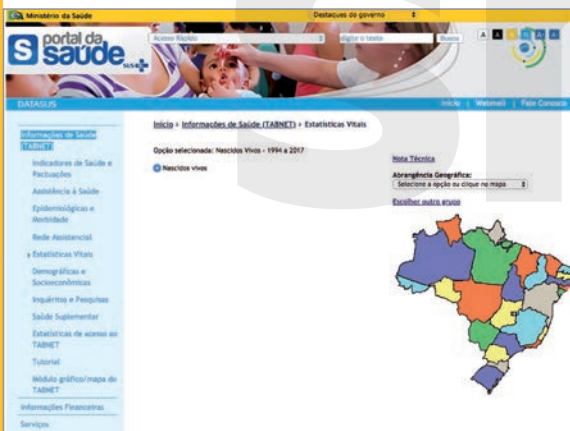 Ministério da Saúde
Destaques do governo
S portal da
saúde
SUS
Acesso Rápido
digite o texto
Busca
A A A A A A
DATASUS
Início | Webmail | Fale Conosco
Informações de Saúde
(TABNET)
Indicadores de Saúde e
Pactuações
Assistência à Saúde
Epidemiológicas e
Morbidade
Rede Assistencial
Estatísticas Vitais
Demográficas e
Socioeconômicas
Inquéritos e Pesquisas
Saúde Suplementar
Estatísticas de acesso ao
TABNET
Tutorial
Módulo gráfico/mapa do
TABNET
Informações Financeiras
Serviços
Início > Informações de Saúde (TABNET) > Estatísticas Vitais
Opção selecionada: Nascidos Vivos - 1994 a 2017
Nascidos vivos
Nota Técnica
Abrangência Geográfica:
Selecione a opção ou clique no mapa
Escolher outro grupo